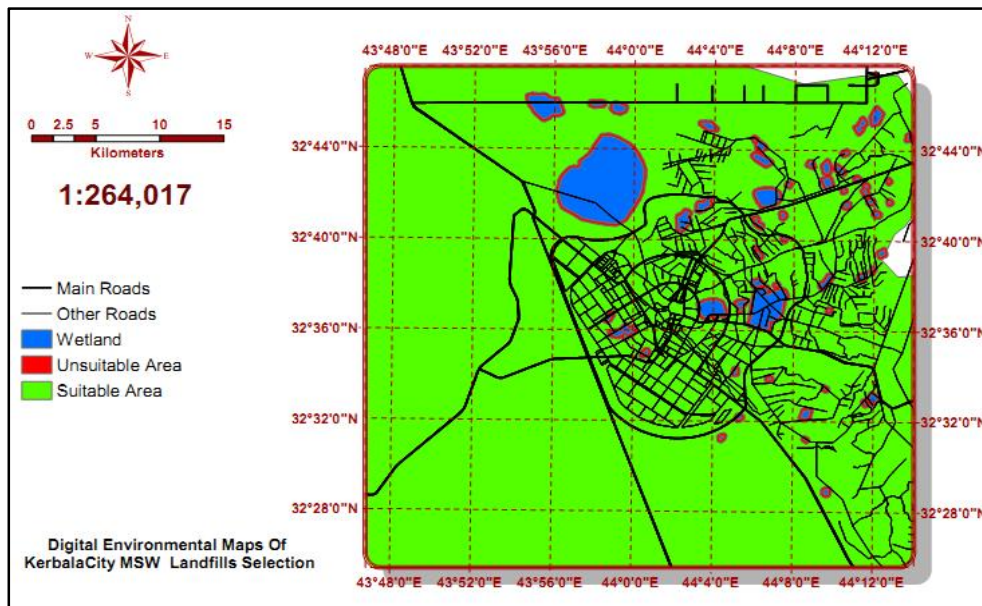 N
W E
S
0 2.5 5 10 15
Kilometers
1:264,017
Main Roads
Other Roads
Wetland
Unsuitable Area
Suitable Area
Digital Environmental Maps Of
KerbalaCity MSW Landfills Selection
43°48'0"E 43°52'0"E 43°56'0"E 44°0'0"E 44°4'0"E 44°8'0"E 44°12'0"E
32°44'0"N 32°44'0"N
32°40'0"N 32°40'0"N
32°36'0"N 32°36'0"N
32°32'0"N 32°32'0"N
32°28'0"N 32°28'0"N
43°48'0"E 43°52'0"E 43°56'0"E 44°0'0"E 44°4'0"E 44°8'0"E 44°12'0"E